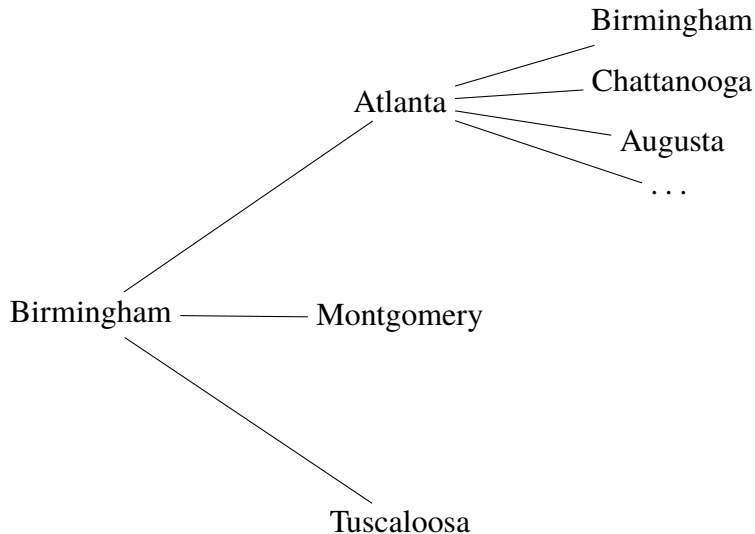 Birmingham
Chattanooga
Atlanta
Augusta
. . .
Birmingham
Montgomery
Tuscaloosa